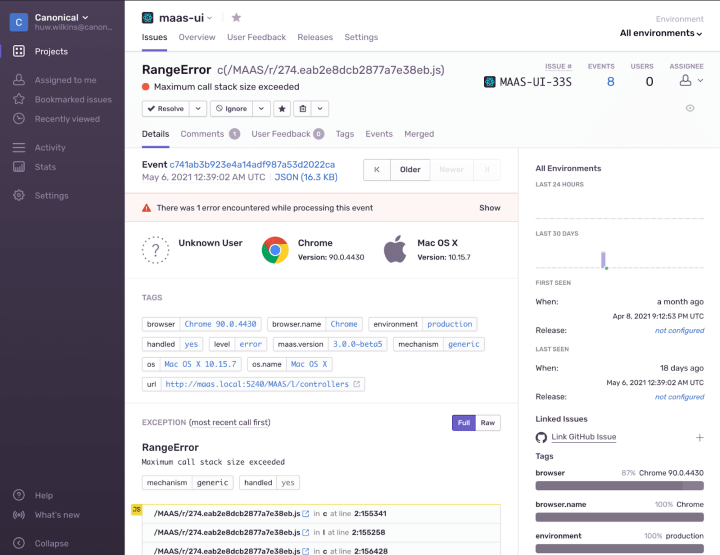 Canonical
huw.wilkins@canon...
Projects
Assigned to me
Bookmarked issues
Recently viewed
Activity
Stats
Settings
Help
What's new
Collapse
maas-ui
Issues Overview User Feedback Releases Settings
Environment
All environments
RangeError c(/MAAS/r/274.eab2e8dcb2877a7e38eb.js)
Maximum call stack size exceeded
ISSUE # EVENTS USERS ASSIGNEE
MAAS-UI-33S 8 0
Resolve Ignore
Details Comments 1 User Feedback 0 Tags Events Merged
Event c741ab3b923e4a14adf987a53d2022ca
May 6, 2021 12:39:02 AM UTC JSON (16.3 KB)
Older Newer
There was 1 error encountered while processing this event Show
Unknown User
Chrome
Version: 90.0.4430
Mac OS X
Version: 10.15.7
TAGS
browser Chrome 90.0.4430 browser.name Chrome environment production
handled yes level error maas.version 3.0.0~beta5 mechanism generic
os Mac OS X 10.15.7 os.name Mac OS X
url http://maas.local:5240/MAAS/l/controllers
EXCEPTION (most recent call first) Full Raw
RangeError
Maximum call stack size exceeded
mechanism generic handled yes
JS
/MAAS/r/274.eab2e8dcb2877a7e38eb.js in c at line 2:155341
/MAAS/r/274.eab2e8dcb2877a7e38eb.js in l at line 2:155258
/MAAS/r/274.eab2e8dcb2877a7e38eb.js in c at line 2:156428
All Environments
LAST 24 HOURS
LAST 30 DAYS
FIRST SEEN
When: a month ago
Apr 8, 2021 9:12:53 PM UTC
Release: not configured
LAST SEEN
When: 18 days ago
May 6, 2021 12:39:02 AM UTC
Release: not configured
Linked Issues
Link GitHub Issue
Tags
browser 87% Chrome 90.0.4430
browser.name 100% Chrome
environment 100% production